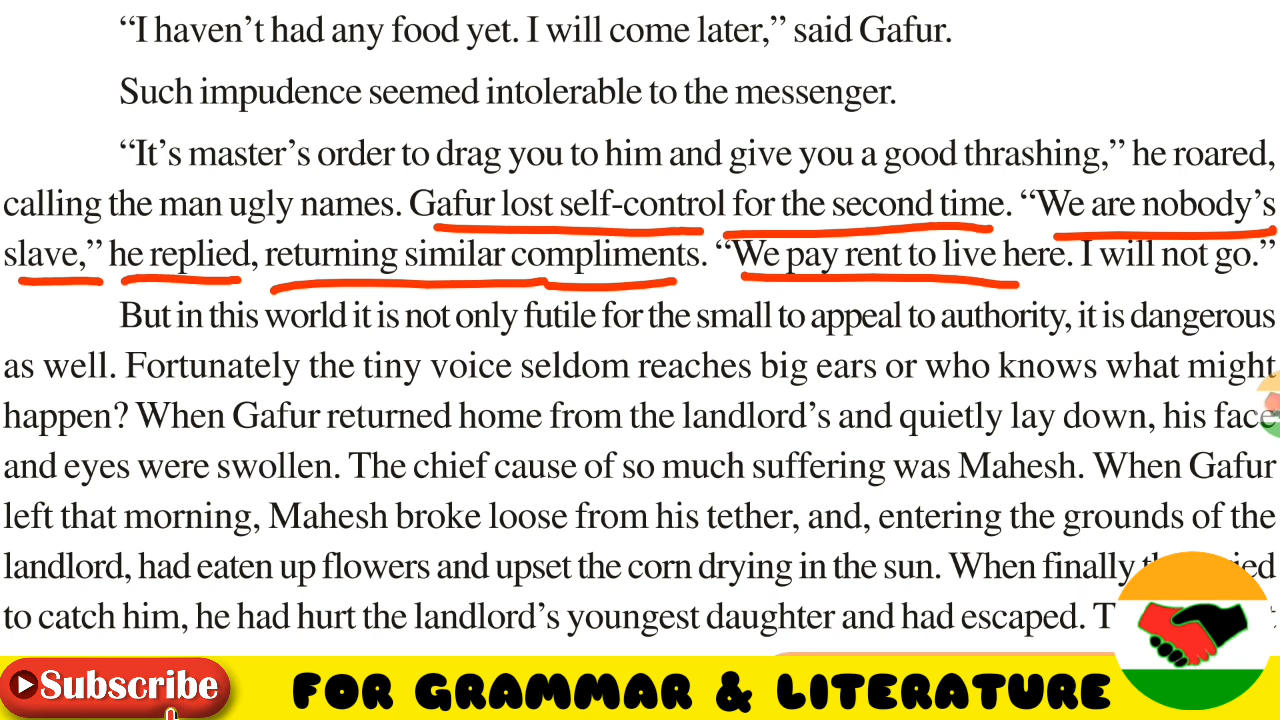 “I haven’t had any food yet. I will come later,” said Gafur.
Such impudence seemed intolerable to the messenger.
“It’s master’s order to drag you to him and give you a good thrashing,” he roared,
calling the man ugly names. Gafur lost self-control for the second time. “We are nobody’s
slave,” he replied, returning similar compliments. “We pay rent to live here. I will not go.”
But in this world it is not only futile for the small to appeal to authority, it is dangerous
as well. Fortunately the tiny voice seldom reaches big ears or who knows what might
happen? When Gafur returned home from the landlord’s and quietly lay down, his face
and eyes were swollen. The chief cause of so much suffering was Mahesh. When Gafur
left that morning, Mahesh broke loose from his tether, and, entering the grounds of the
landlord, had eaten up flowers and upset the corn drying in the sun. When finally
to catch him, he had hurt the landlord’s youngest daughter and had escaped.
Subscribe FOR GRAMMAR & LITERATURE